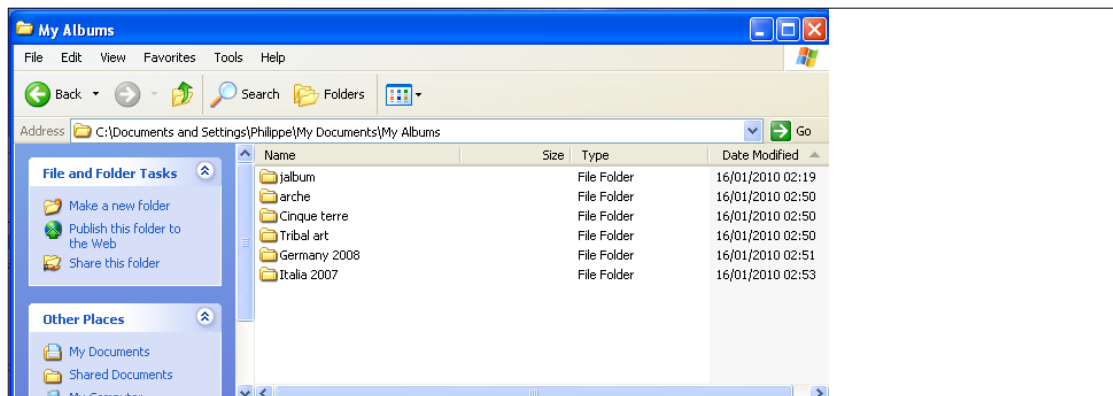 My Albums
File Edit View Favorites Tools Help
Back Search Folders
Address C:\Documents and Settings\Philippe\My Documents\My Albums Go
File and Folder Tasks
Make a new folder
Publish this folder to
the Web
Share this folder
Other Places
My Documents
Shared Documents
My Computer
Name Size Type Date Modified
jalbum File Folder 16/01/2010 02:19
arche File Folder 16/01/2010 02:50
Cinque terre File Folder 16/01/2010 02:50
Tribal art File Folder 16/01/2010 02:50
Germany 2008 File Folder 16/01/2010 02:51
Italia 2007 File Folder 16/01/2010 02:53